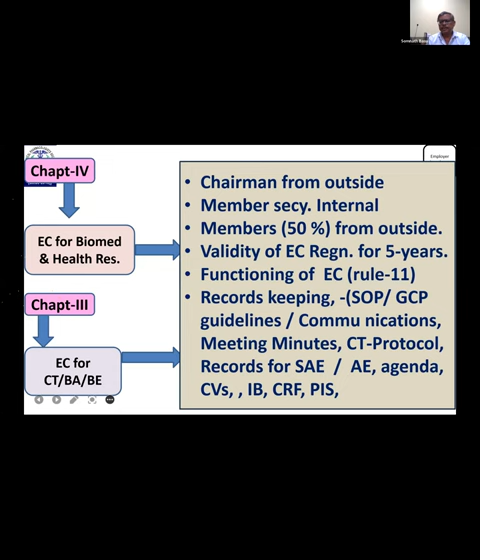 Employer
Chapt-IV
EC for Biomed
& Health Res.
Chapt-III
EC for
CT/BA/BE
• Chairman from outside
• Member secy. Internal
• Members (50 %) from outside.
• Validity of EC Regn. for 5-years.
• Functioning of EC (rule-11)
• Records keeping, -(SOP/ GCP
guidelines / Commu nications,
Meeting Minutes, CT-Protocol,
Records for SAE / AE, agenda,
CVs, , IB, CRF, PIS,